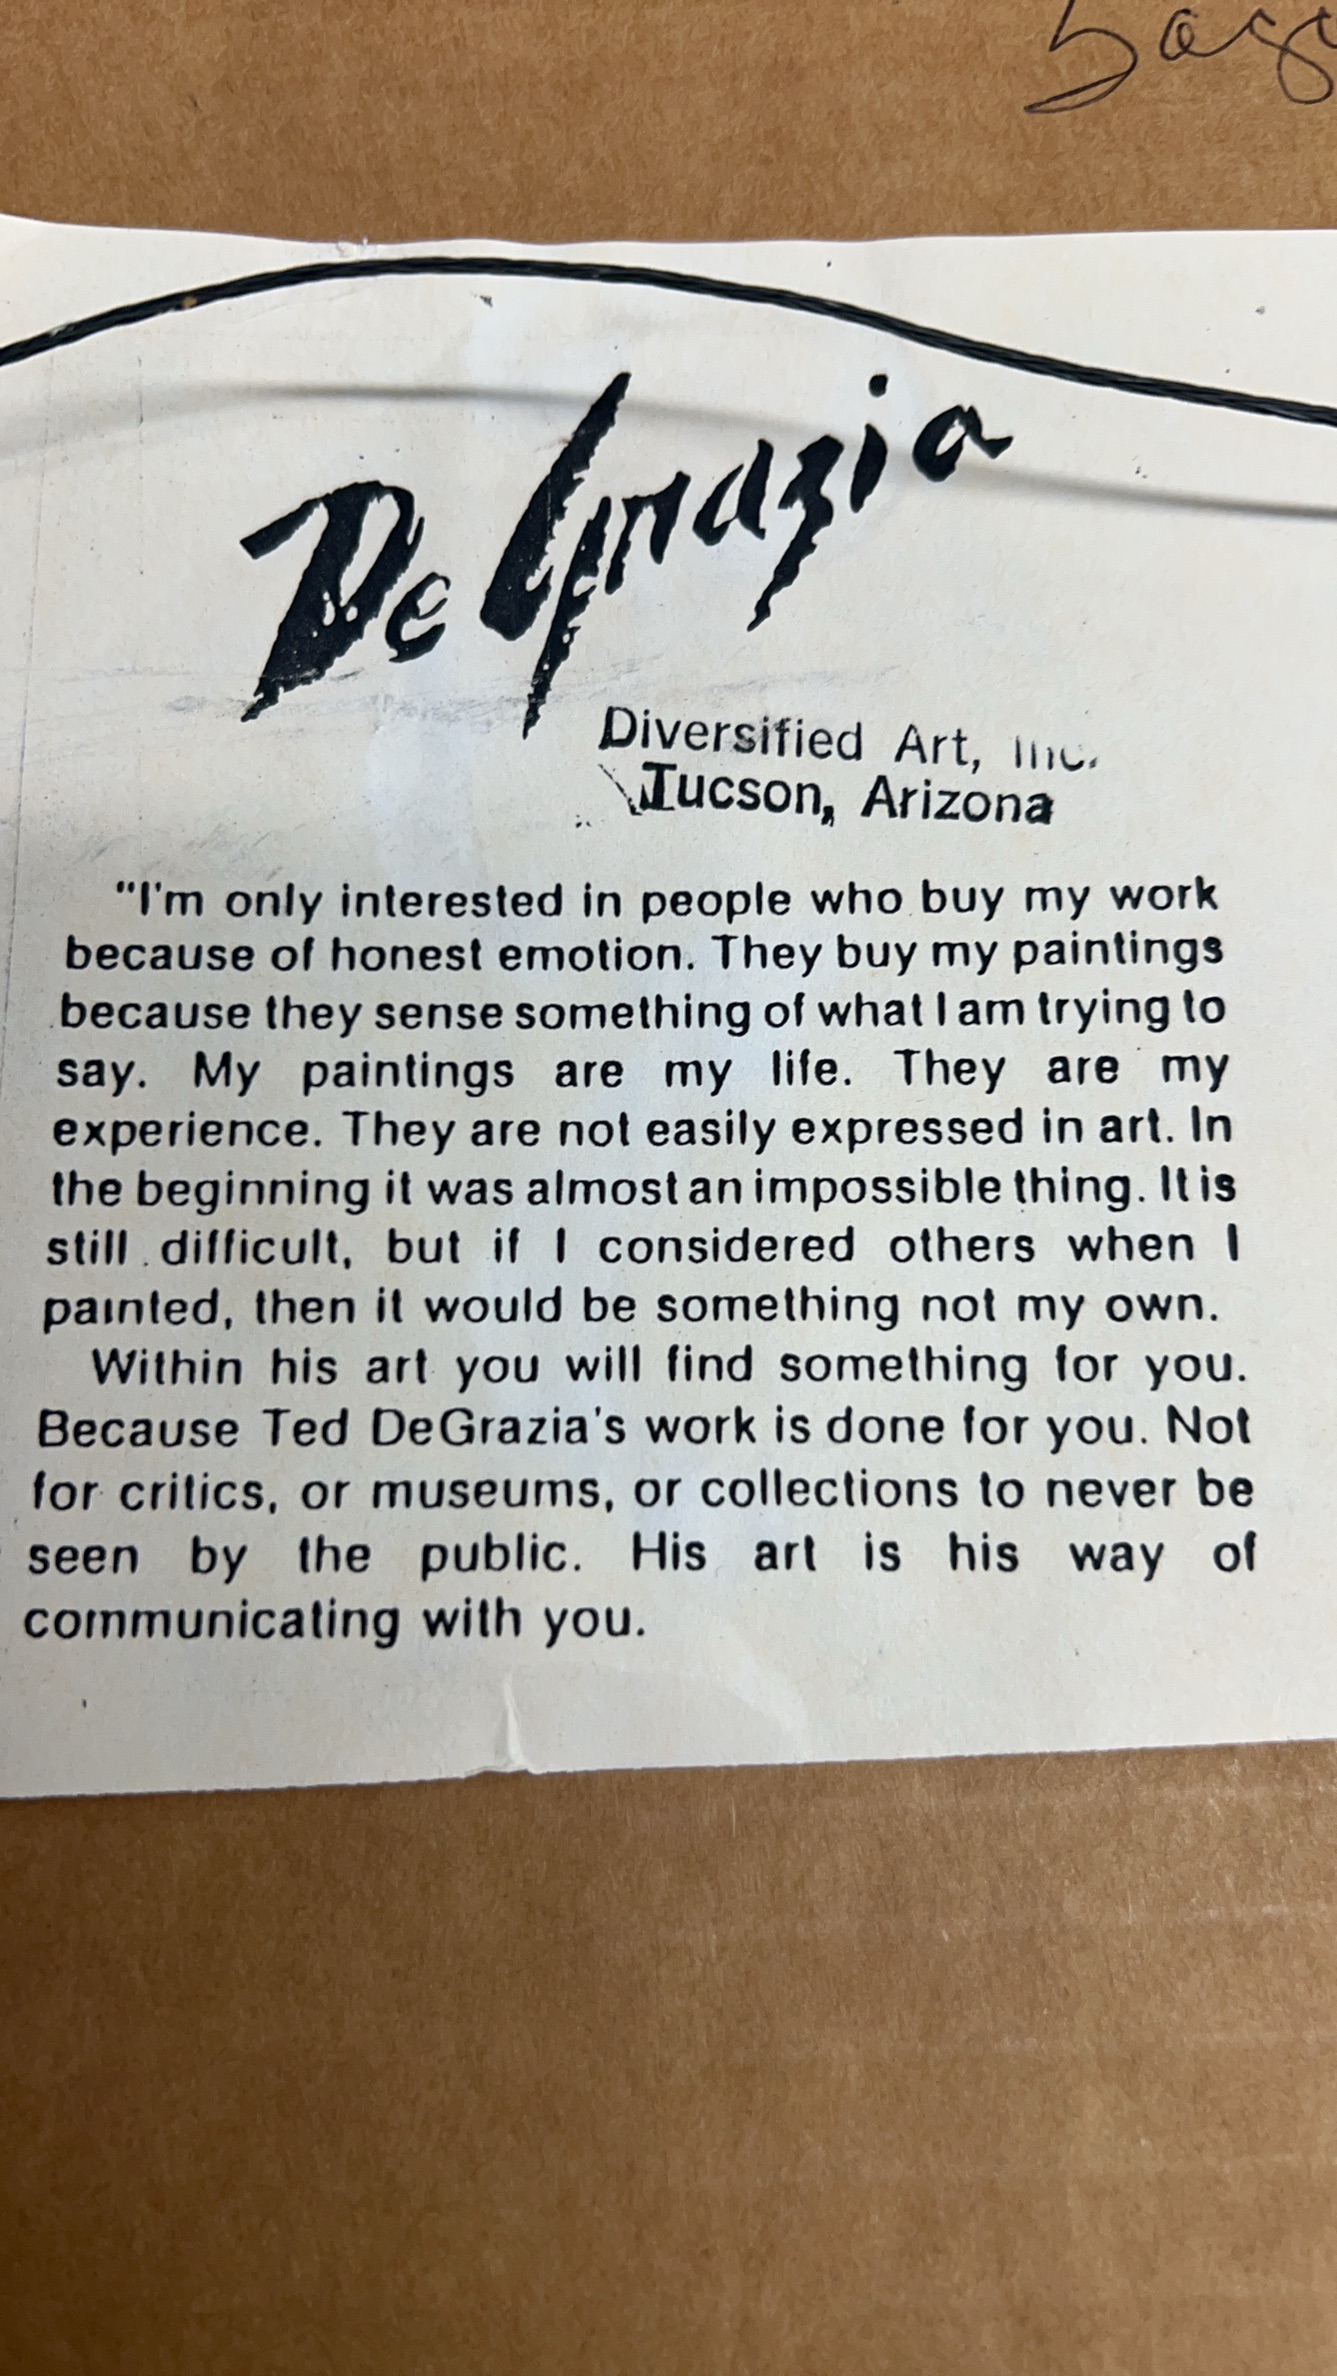 De Grazia
Diversified Art, Inc.
Tucson, Arizona
"I'm only interested in people who buy my work
because of honest emotion. They buy my paintings
because they sense something of what I am trying to
say. My paintings are my life. They are my
experience. They are not easily expressed in art. In
the beginning it was almost an impossible thing. It is
still difficult, but if I considered others when I
painted, then it would be something not my own.
Within his art you will find something for you.
Because Ted DeGrazia's work is done for you. Not
for critics, or museums, or collections to never be
seen by the public. His art is his way of
communicating with you.